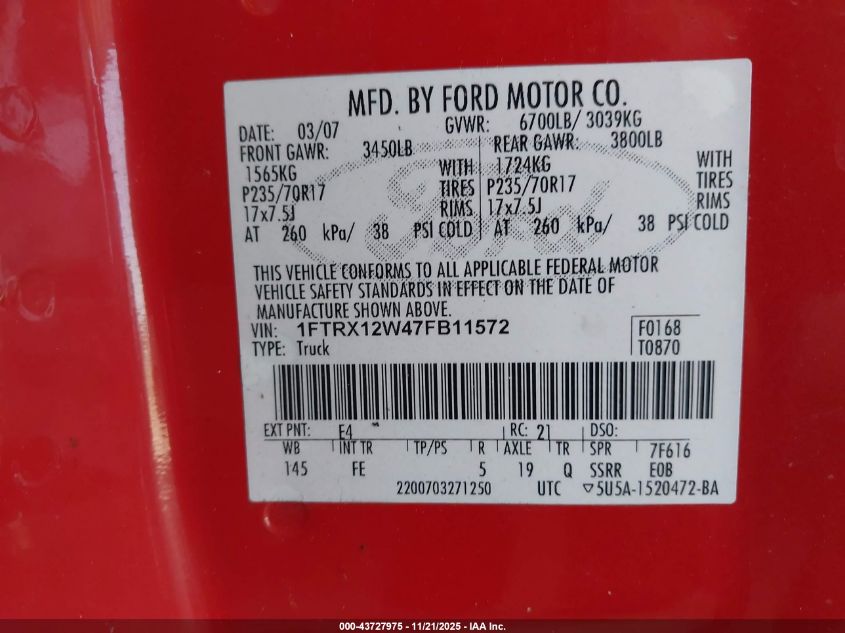 MFD. BY FORD MOTOR CO.
DATE: 03/07 GVWR: 6700LB/ 3039KG
FRONT GAWR: 3450LB REAR GAWR: 3800LB
1565KG WITH 1724KG WITH
P235/70R17 TIRES P235/70R17 TIRES
17x7.5J RIMS 17x7.5J RIMS
AT 260 kPa/ 38 PSI COLD AT 260 kPa/ 38 PSI COLD
Ford
THIS VEHICLE CONFORMS TO ALL APPLICABLE FEDERAL MOTOR
VEHICLE SAFETY STANDARDS IN EFFECT ON THE DATE OF
MANUFACTURE SHOWN ABOVE.
VIN: 1FTRX12W47FB11572 F0168
TYPE: Truck T0870
EXT PNT: E4 RC: 21 DSO:
WB INT TR TP/PS R AXLE TR SPR 7F616
145 FE 5 19 Q SSRR E0B
2200703271250 UTC ▽5U5A-1520472-BA
000-43727975 - 11/21/2025 - IAA Inc.